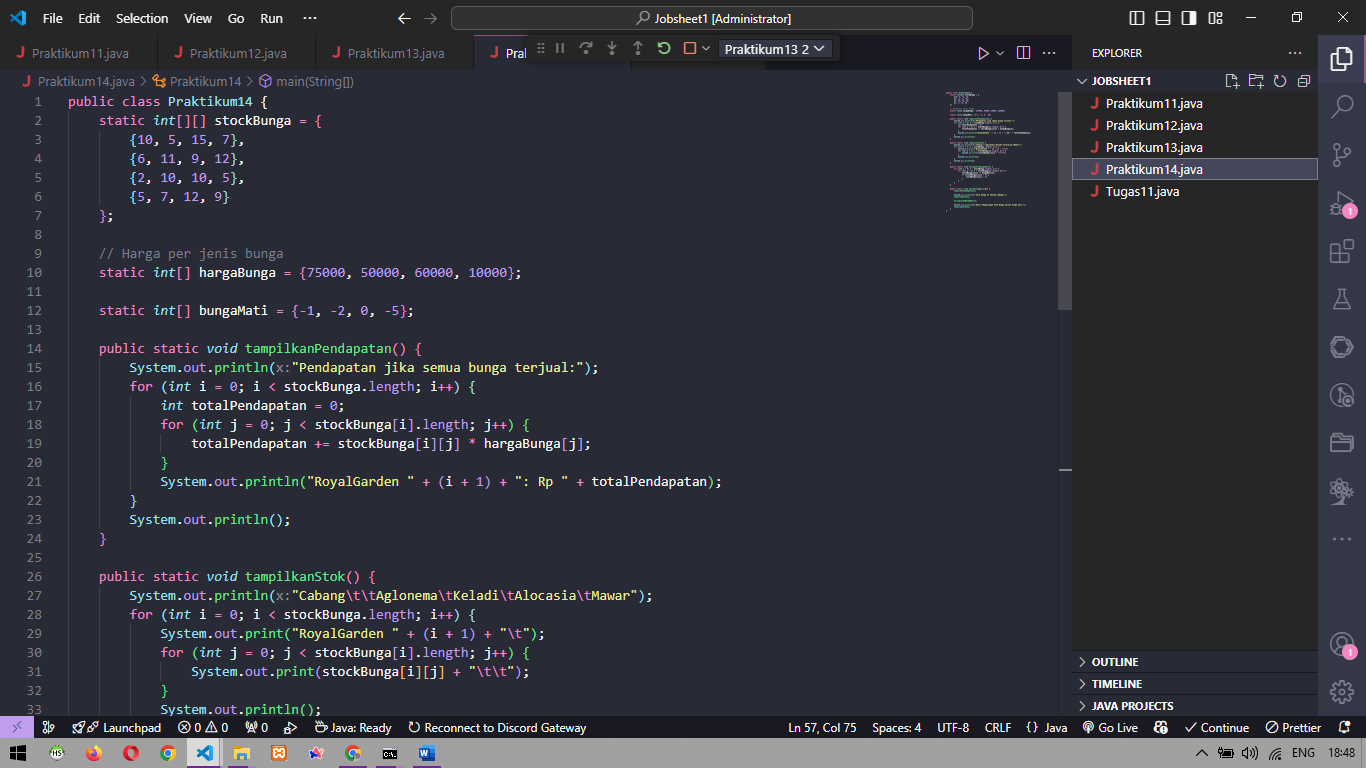 File Edit Selection View Go Run ··· Jobsheet1 [Administrator]
Praktikum11.java Praktikum12.java Praktikum13.java Praktikum13 2
Praktikum14.java > Praktikum14 > main(String[])
1 public class Praktikum14 {
2 static int[][] stockBunga = {
3 {10, 5, 15, 7},
4 {6, 11, 9, 12},
5 {2, 10, 10, 5},
6 {5, 7, 12, 9}
7 };
8
9 // Harga per jenis bunga
10 static int[] hargaBunga = {75000, 50000, 60000, 10000};
11
12 static int[] bungaMati = {-1, -2, 0, -5};
13
14 public static void tampilkanPendapatan() {
15 System.out.println(x:"Pendapatan jika semua bunga terjual:");
16 for (int i = 0; i < stockBunga.length; i++) {
17 int totalPendapatan = 0;
18 for (int j = 0; j < stockBunga[i].length; j++) {
19 totalPendapatan += stockBunga[i][j] * hargaBunga[j];
20 }
21 System.out.println("RoyalGarden " + (i + 1) + ": Rp " + totalPendapatan);
22 }
23 System.out.println();
24 }
25
26 public static void tampilkanStok() {
27 System.out.println(x:"Cabang\t\tAglonema\tKeladi\tAlocasia\tMawar");
28 for (int i = 0; i < stockBunga.length; i++) {
29 System.out.print("RoyalGarden " + (i + 1) + "\t");
30 for (int j = 0; j < stockBunga[i].length; j++) {
31 System.out.print(stockBunga[i][j] + "\t\t");
32 }
33 System.out.println();
EXPLORER
JOBSHEET1
Praktikum11.java
Praktikum12.java
Praktikum13.java
Praktikum14.java
Tugas11.java
OUTLINE
TIMELINE
JAVA PROJECTS
1
1
Launchpad 0 0 0 Java: Ready Reconnect to Discord Gateway Ln 57, Col 75 Spaces: 4 UTF-8 CRLF {} Java Go Live Continue Prettier
ENG 18:48